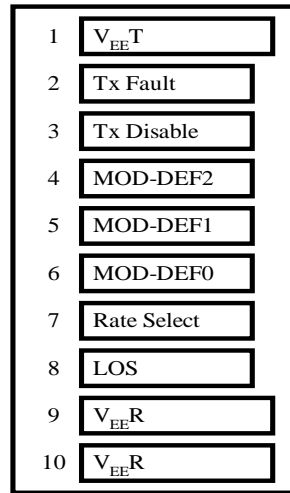 1 VEET
2 Tx Fault
3 Tx Disable
4 MOD-DEF2
5 MOD-DEF1
6 MOD-DEF0
7 Rate Select
8 LOS
9 VEER
10 VEER